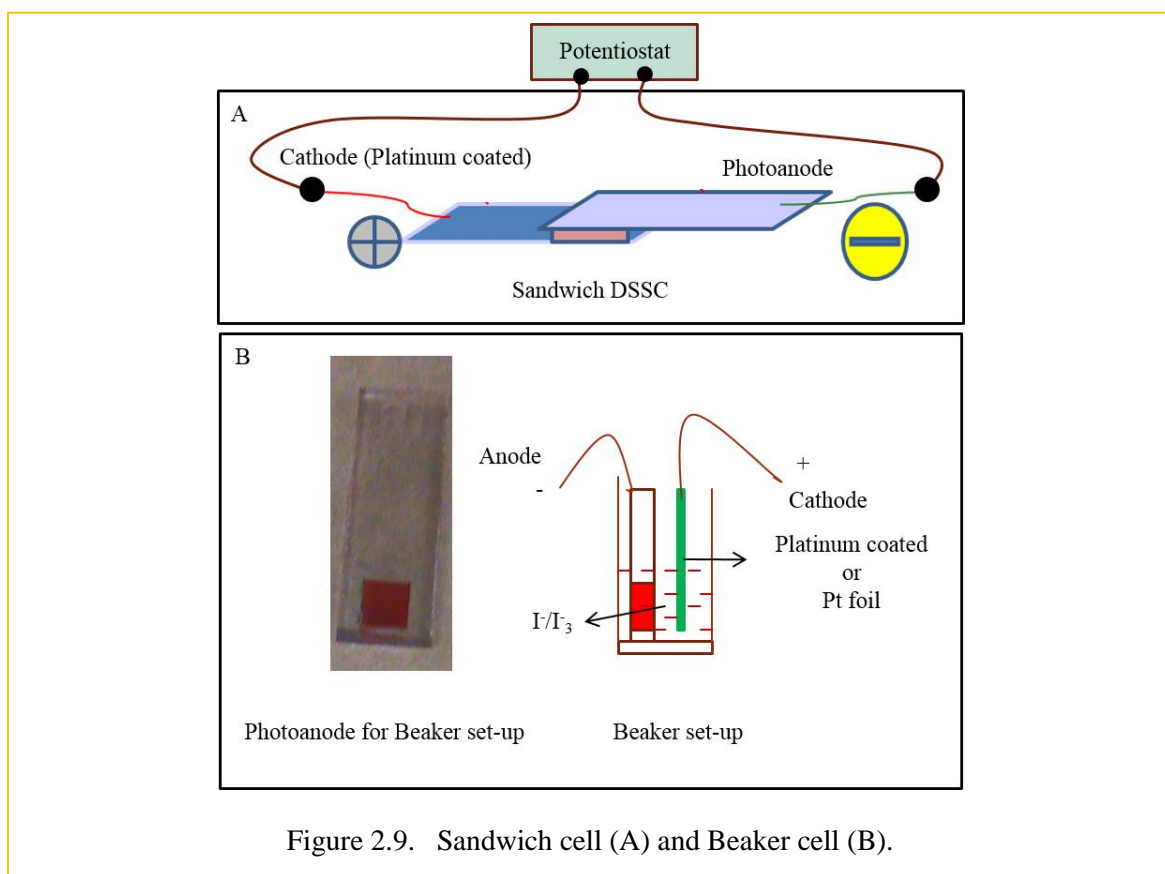 Potentiostat
A
Cathode (Platinum coated)
Photoanode
Sandwich DSSC
B
Anode
-
+
Cathode
Platinum coated
or
Pt foil
I⁻/I⁻₃
Photoanode for Beaker set-up
Beaker set-up
Figure 2.9. Sandwich cell (A) and Beaker cell (B).